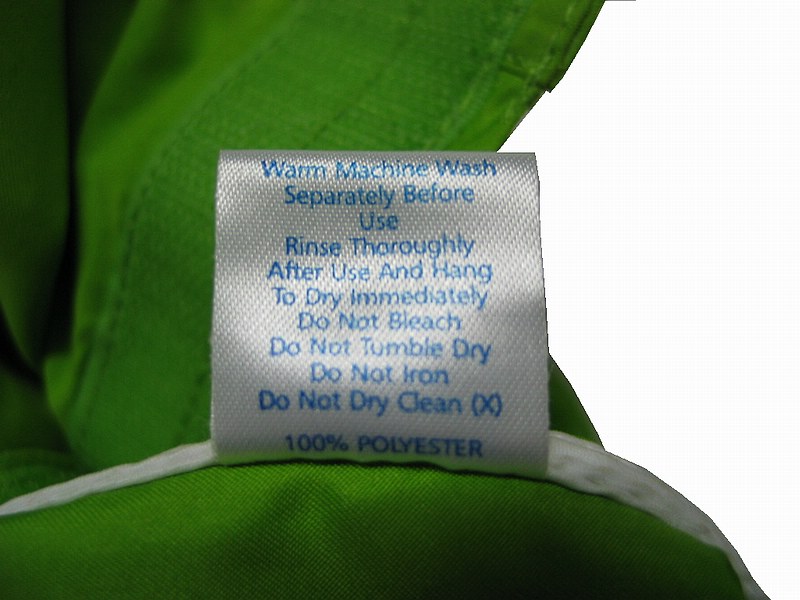 Warm Machine Wash
Separately Before
Use
Rinse Thoroughly
After Use And Hang
To Dry Immediately
Do Not Bleach
Do Not Tumble Dry
Do Not Iron
Do Not Dry Clean (X)
100% POLYESTER